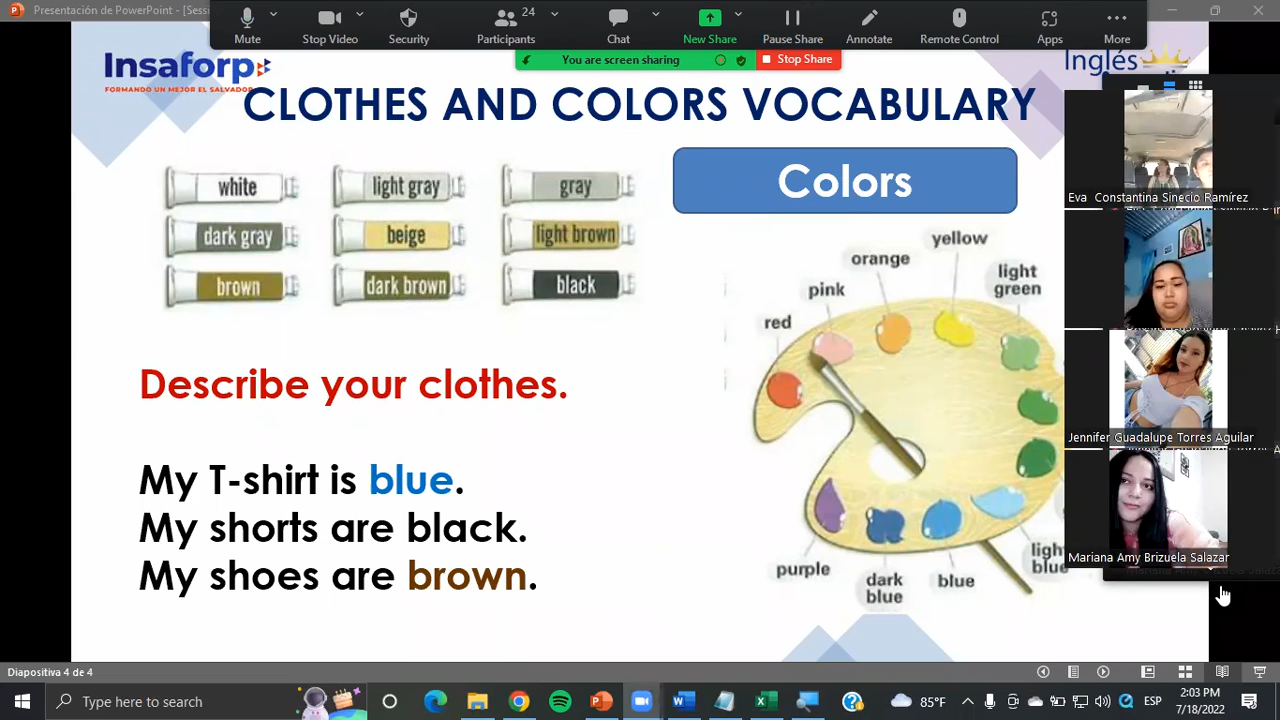 Presentación de PowerPoint - [Sesi
Mute
Stop Video
Security
24
Participants
Chat
New Share
Pause Share
Annotate
Remote Control
Apps
More
You are screen sharing
Stop Share
Insaforp
FORMANDO UN MEJOR EL SALVADOR
Inglés
CLOTHES AND COLORS VOCABULARY
Colors
white
light gray
gray
dark gray
beige
light brown
brown
dark brown
black
yellow
orange
light
green
pink
red
purple
dark
blue
blue
light
blue
Describe your clothes.
My T-shirt is blue.
My shorts are black.
My shoes are brown.
Eva Constantina Sinecio Ramírez
Jennifer Guadalupe Torres Aguilar
Mariana Amy Brizuela Salazar
Diapositiva 4 de 4
Type here to search
85°F
ESP
2:03 PM
7/18/2022